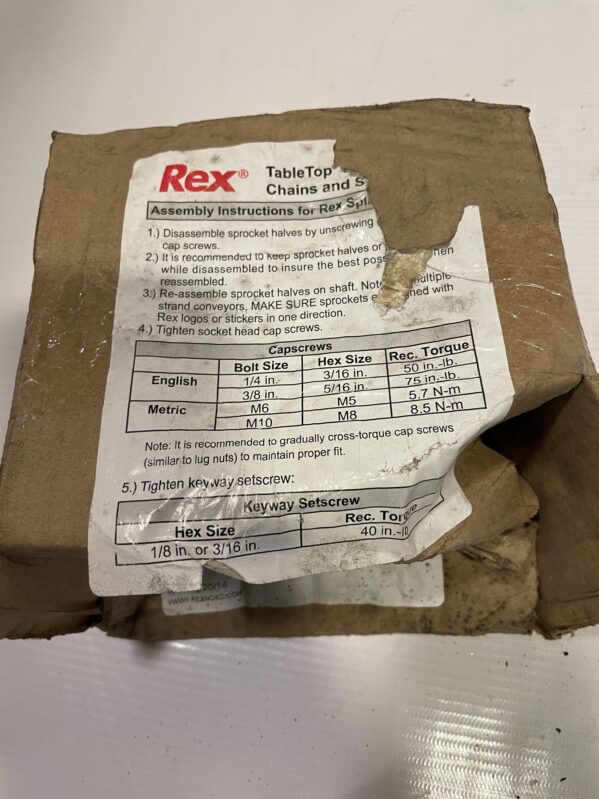 Rex® TableTop
Chains and S
Assembly Instructions for Rex Spl
1.) Disassemble sprocket halves by unscrewing
cap screws.
2.) It is recommended to keep sprocket halves or
while disassembled to insure the best pos
reassembled.
3.) Re-assemble sprocket halves on shaft. Not multiple
strand conveyors, MAKE SURE sprockets with
Rex logos or stickers in one direction.
4.) Tighten socket head cap screws.
Capscrews
Bolt Size Hex Size Rec. Torque
English 1/4 in. 3/16 in. 50 in.-lb.
3/8 in. 5/16 in. 75 in.-lb.
Metric M6 M5 5.7 N-m
M10 M8 8.5 N-m
Note: It is recommended to gradually cross-torque cap screws
(similar to lug nuts) to maintain proper fit.
5.) Tighten keyway setscrew:
Keyway Setscrew
Hex Size Rec. Torque
1/8 in. or 3/16 in. 40 in.-lb
WWW.REXNORD.COM